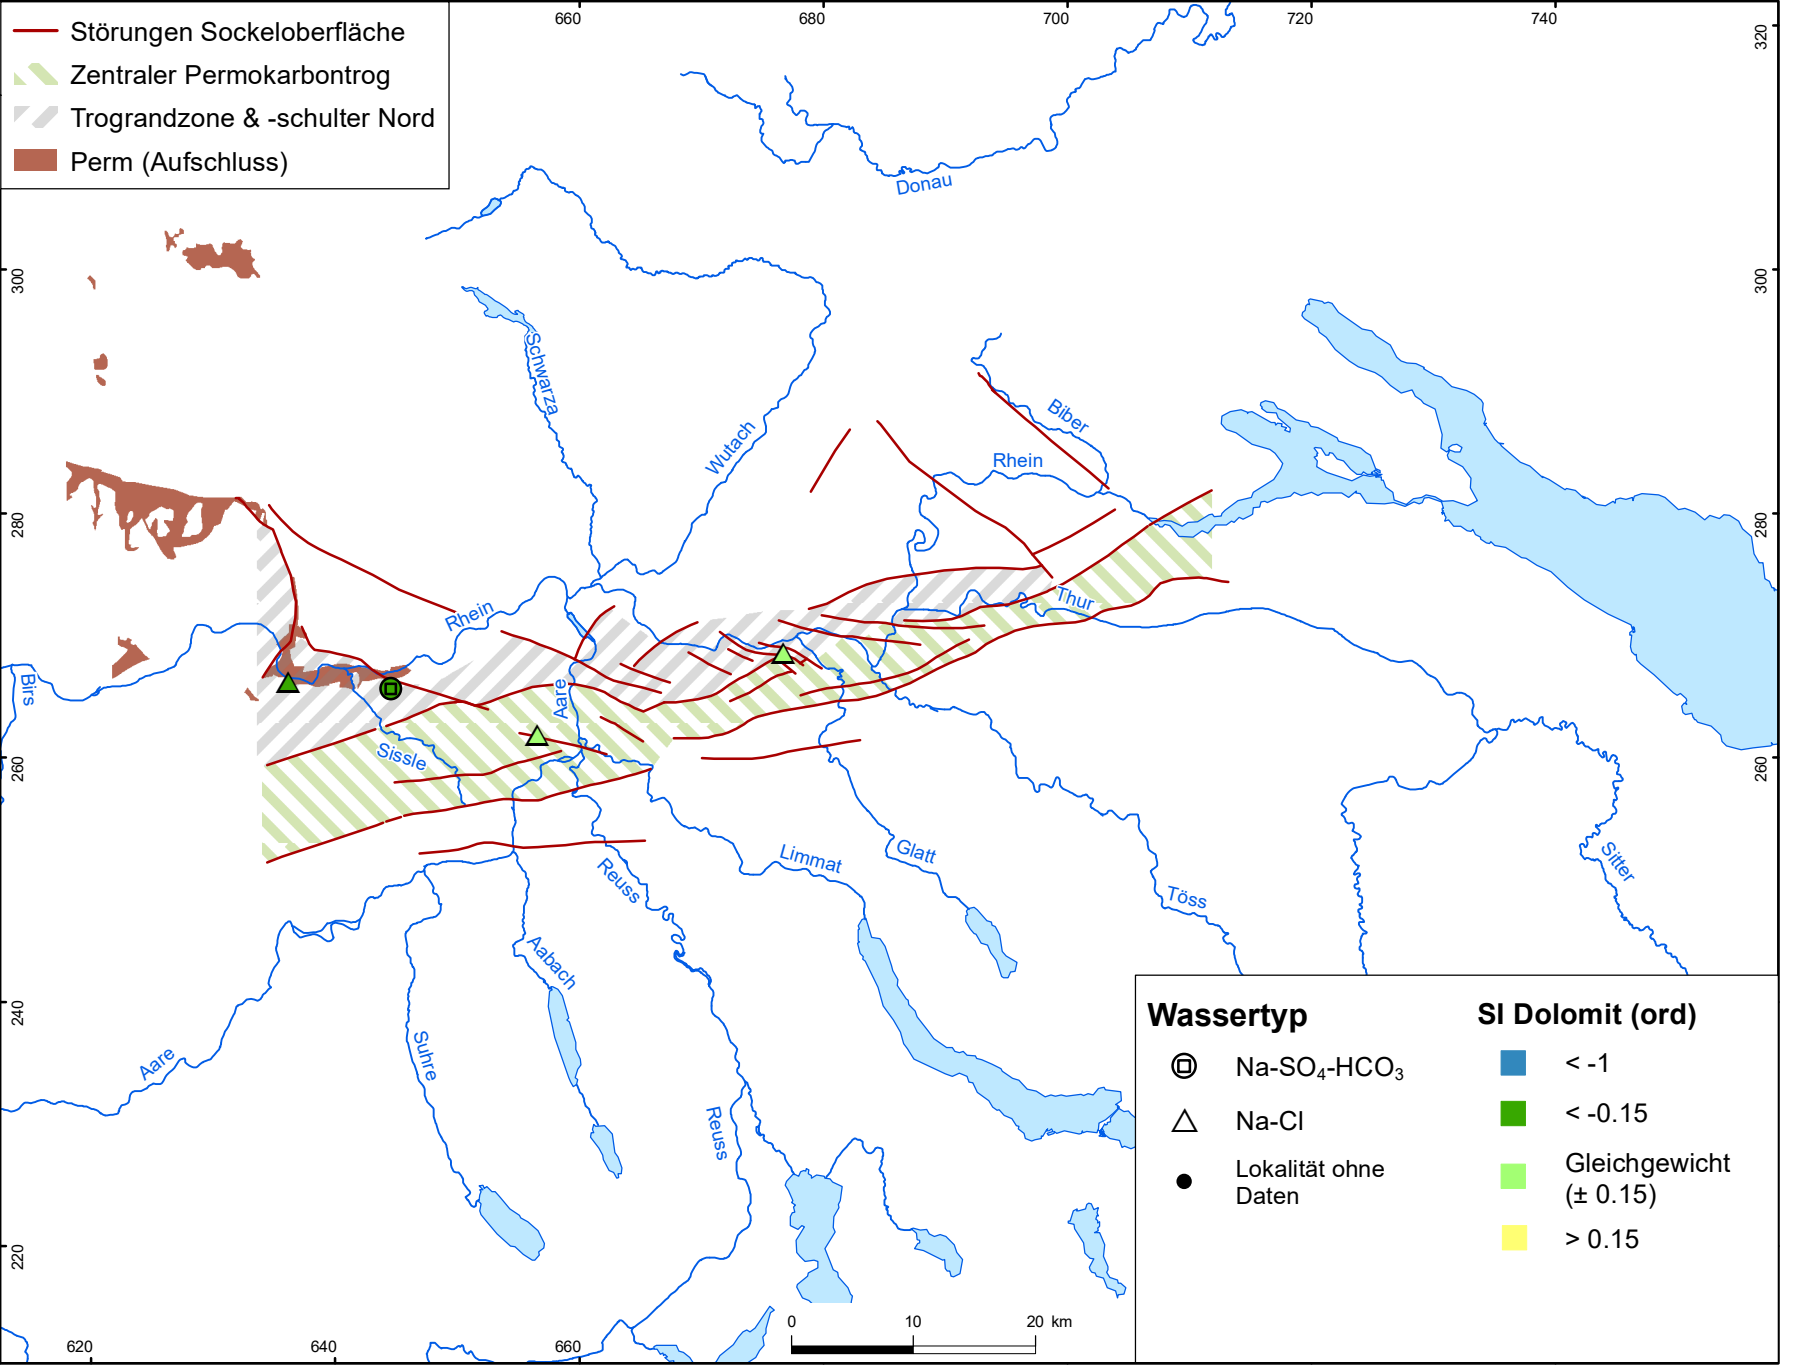 660
680
700
720
740
320
Störungen Sockeloberfläche
Zentraler Permokarbontrog
Trograndzone & -schulter Nord
Perm (Aufschluss)
Donau
300
300
Schwarza
Wutach
Biber
Rhein
280
280
Rhein
Thur
Birs
Aare
Sissle
260
260
Limmat
Glatt
Reuss
Töss
Sitter
Aabach
240
Suhre
Aare
Reuss
220
620
640
660
0 10 20 km
Wassertyp
Na-SO₄-HCO₃
Na-Cl
Lokalität ohne
Daten
SI Dolomit (ord)
< -1
< -0.15
Gleichgewicht
(± 0.15)
> 0.15